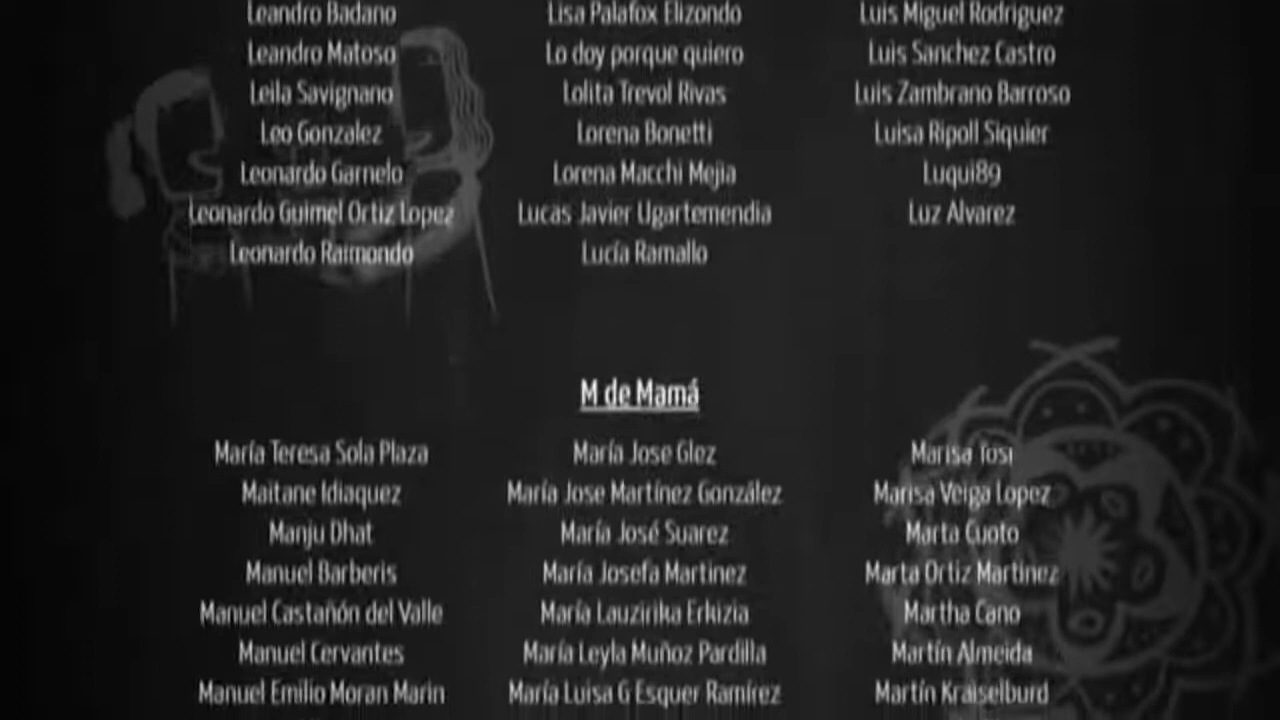 Leandro Badano
Leandro Matoso
Leila Savignano
Leo Gonzalez
Leonardo Garnelo
Leonardo Guimel Ortiz Lopez
Leonardo Raimondo
Lisa Palafox Elizondo
Lo doy porque quiero
Lolita Trevol Rivas
Lorena Bonetti
Lorena Macchi Mejia
Lucas Javier Ugartemendia
Lucía Ramallo
Luis Miguel Rodriguez
Luis Sanchez Castro
Luis Zambrano Barroso
Luisa Ripoll Siquier
Luqui89
Luz Alvarez
M de Mamá
María Teresa Sola Plaza
Maitane Idiaquez
Manju Dhat
Manuel Barberis
Manuel Castañón del Valle
Manuel Cervantes
Manuel Emilio Moran Marin
María Jose Glez
María Jose Martínez González
María José Suarez
María Josefa Martinez
María Lauzirika Erkizia
María Leyla Muñoz Pardilla
María Luisa G Esquer Ramírez
Marisa Tosi
Marisa Veiga Lopez
Marta Cuoto
Marta Ortiz Martinez
Martha Cano
Martín Almeida
Martín Kraiselburd